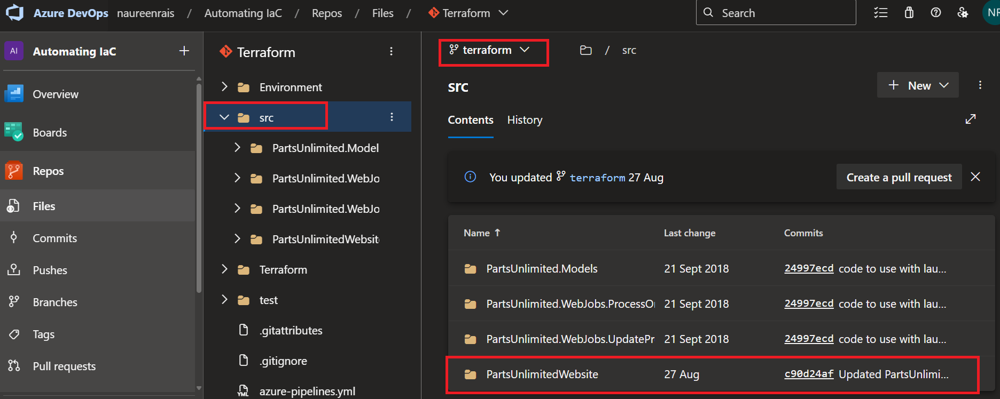 Azure DevOps naureenrais / Automating IaC / Repos / Files / Terraform
Search
NR
AI Automating IaC
Overview
Boards
Repos
Files
Commits
Pushes
Branches
Tags
Pull requests
Terraform
Environment
src
PartsUnlimited.Model
PartsUnlimited.WebJo
PartsUnlimited.WebJo
PartsUnlimitedWebsit
Terraform
test
.gitattributes
.gitignore
YML azure-pipelines.yml
terraform / src
src
New
Contents History
You updated terraform 27 Aug
Create a pull request
Name ↑ Last change Commits
PartsUnlimited.Models 21 Sept 2018 24997ecd code to use with lau...
PartsUnlimited.WebJobs.ProcessOr 21 Sept 2018 24997ecd code to use with lau...
PartsUnlimited.WebJobs.UpdatePr 21 Sept 2018 24997ecd code to use with lau...
PartsUnlimitedWebsite 27 Aug c90d24af Updated PartsUnlimi...